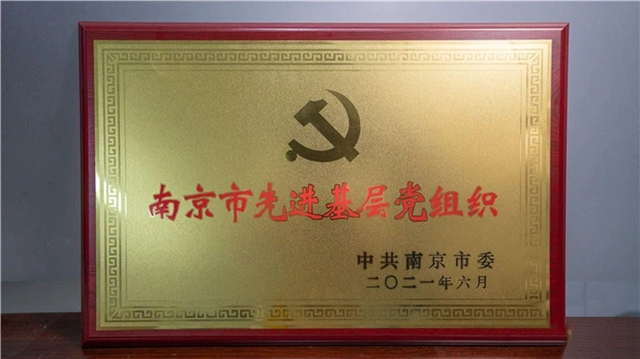 南京市先进基层党组织
中共南京市委
二〇二一年六月